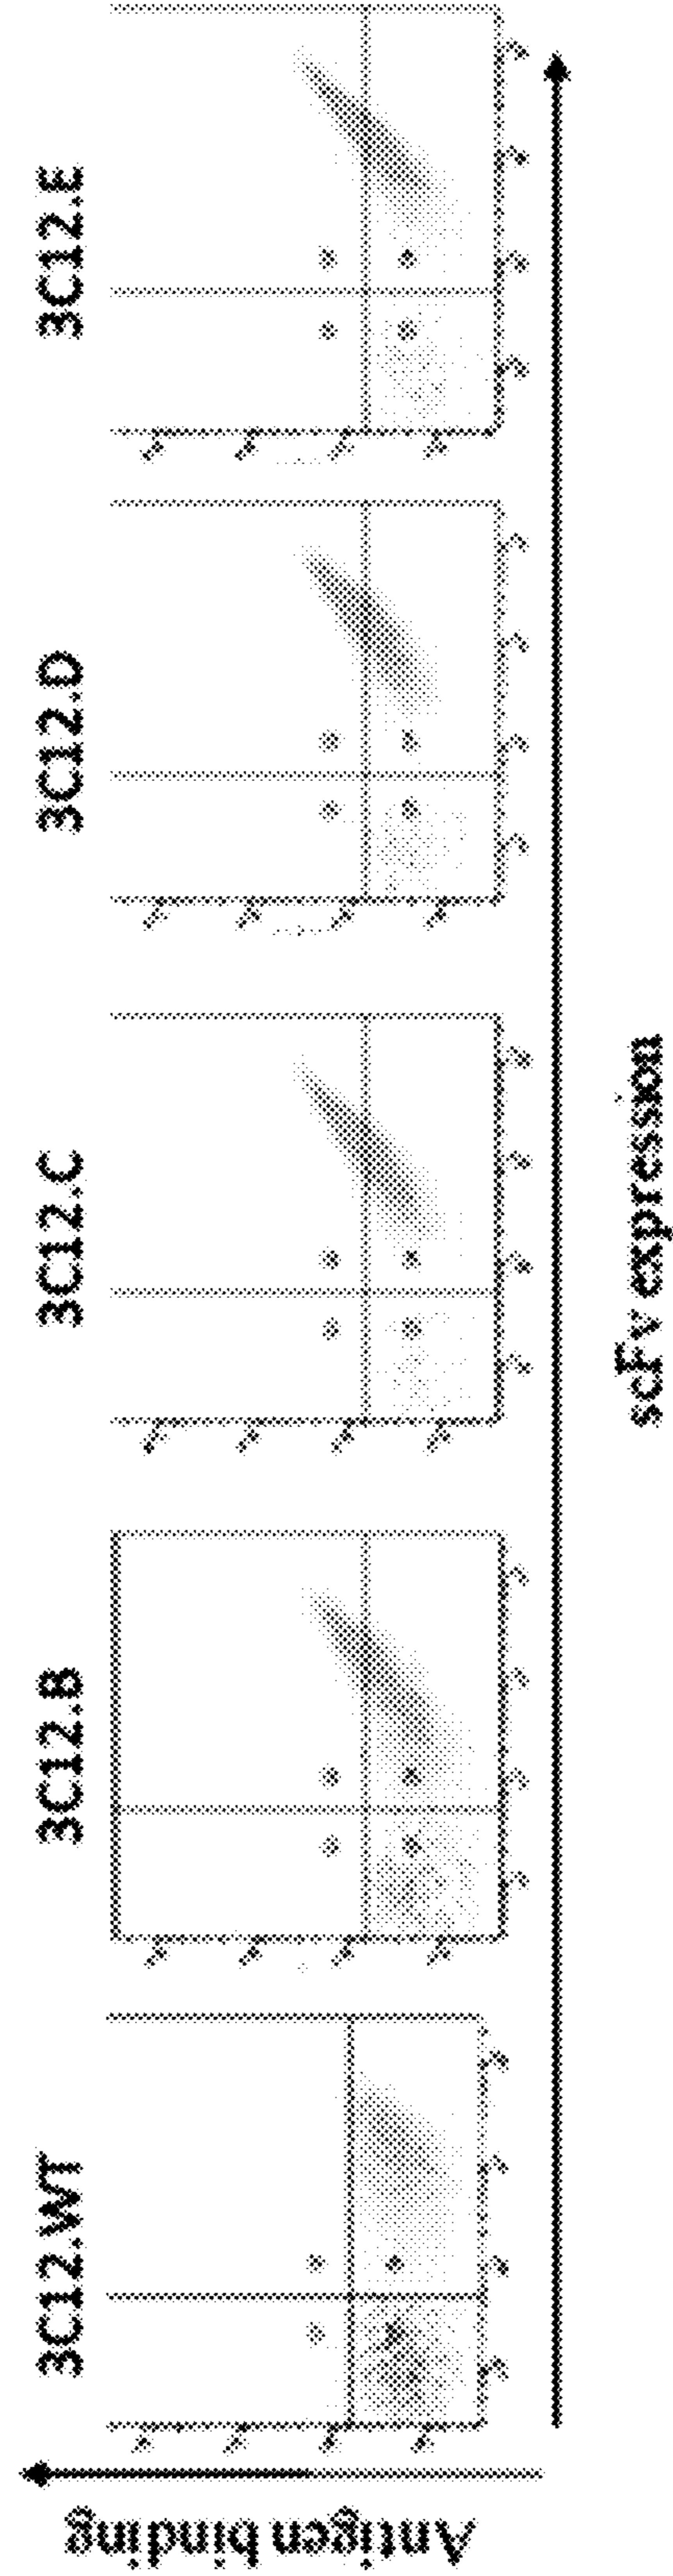 3C12.WT
3C12.B
3C12.C
3C12.D
3C12.E
Antigen binding
scFv expression